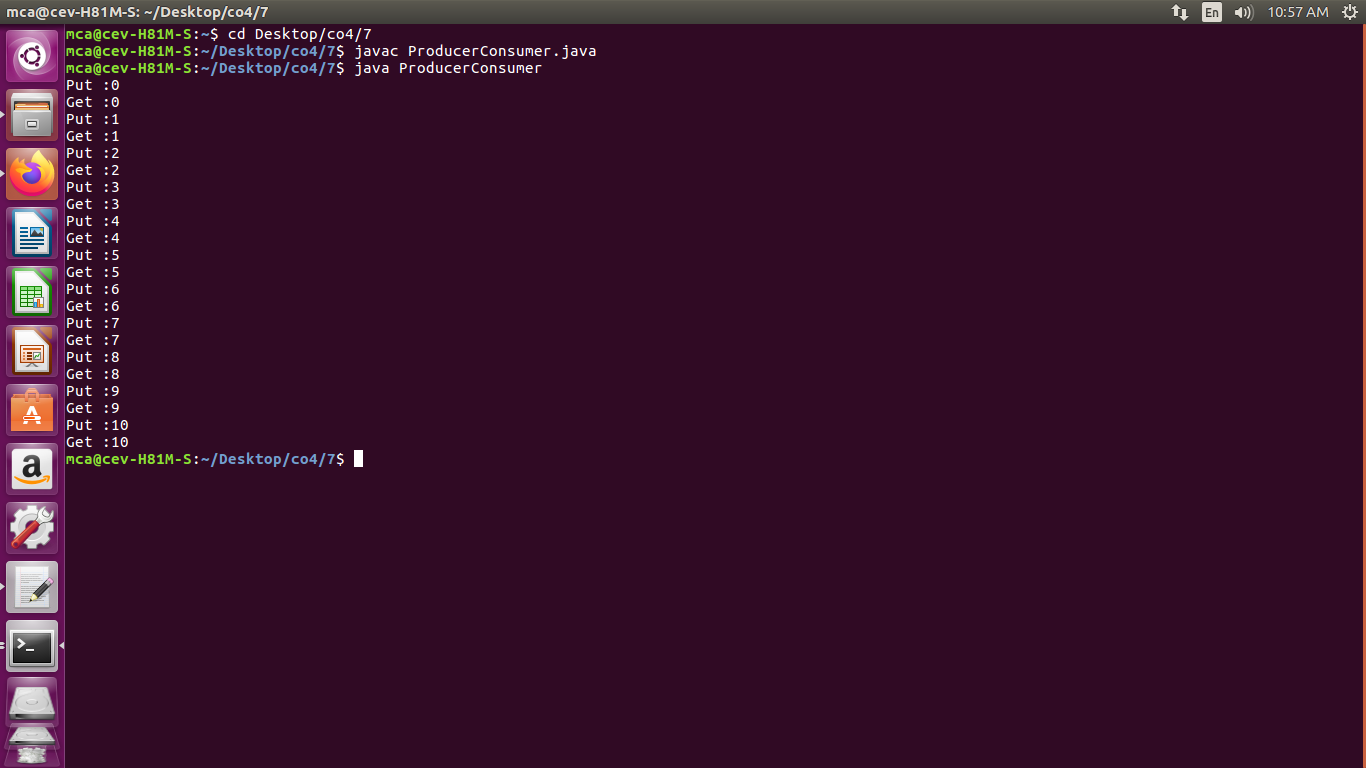 mca@cev-H81M-S: ~/Desktop/co4/7
En
10:57 AM
mca@cev-H81M-S:~$ cd Desktop/co4/7
mca@cev-H81M-S:~/Desktop/co4/7$ javac ProducerConsumer.java
mca@cev-H81M-S:~/Desktop/co4/7$ java ProducerConsumer
Put :0
Get :0
Put :1
Get :1
Put :2
Get :2
Put :3
Get :3
Put :4
Get :4
Put :5
Get :5
Put :6
Get :6
Put :7
Get :7
Put :8
Get :8
Put :9
Get :9
Put :10
Get :10
mca@cev-H81M-S:~/Desktop/co4/7$